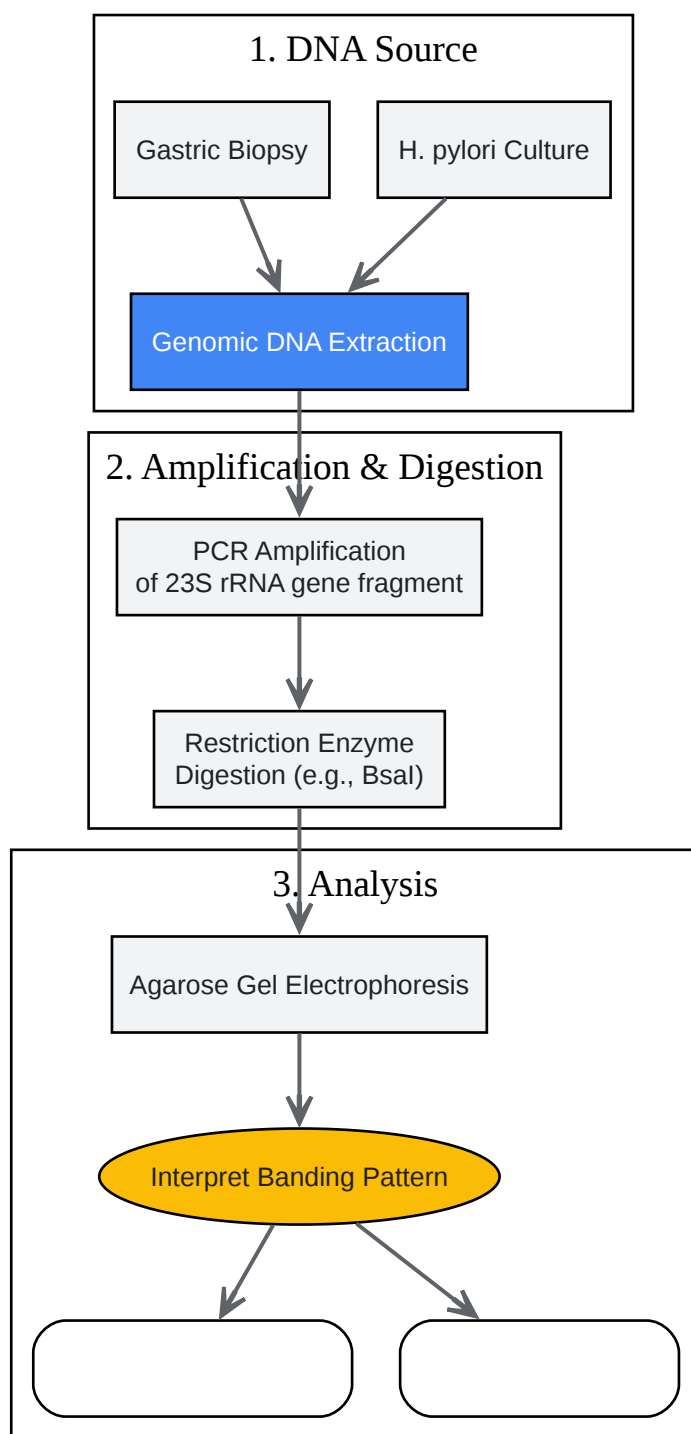 1. DNA Source
Gastric Biopsy
H. pylori Culture
Genomic DNA Extraction
2. Amplification & Digestion
PCR Amplification
of 23S rRNA gene fragment
Restriction Enzyme
Digestion (e.g., BsaI)
3. Analysis
Agarose Gel Electrophoresis
Interpret Banding Pattern